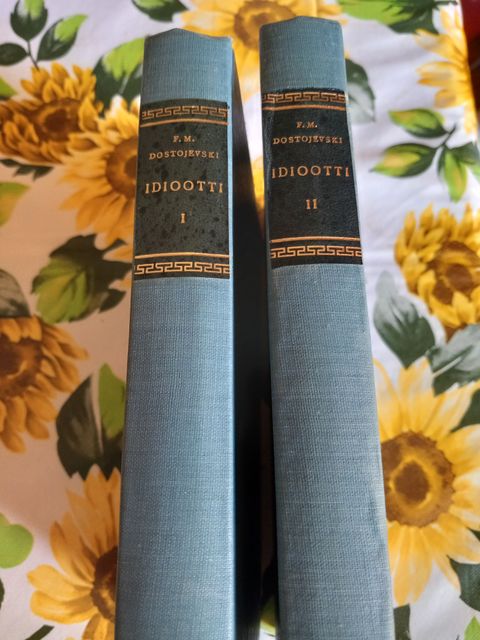 F. M.
DOSTOJEVSKI
IDIOOTTI
I
F. M.
DOSTOJEVSKI
IDIOOTTI
II